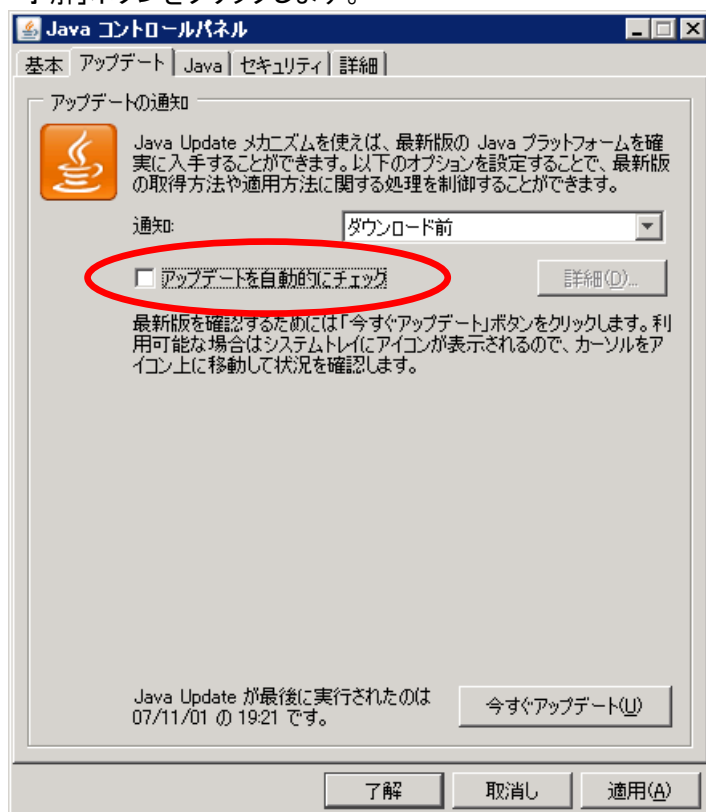 了解]ボタンをクリックします。
Java コントロールパネル
基本 アップデート Java セキュリティ 詳細
アップデートの通知
Java Update メカニズムを使えば、最新版の Java プラットフォームを確
実に入手することができます。以下のオプションを設定することで、最新版
の取得方法や適用方法に関する処理を制御することができます。
通知: ダウンロード前
アップデートを自動的にチェック 詳細(D)...
最新版を確認するためには「今すぐアップデート」ボタンをクリックします。利
用可能な場合はシステムトレイにアイコンが表示されるので、カーソルをア
イコン上に移動して状況を確認します。
Java Update が最後に実行されたのは
07/11/01 の 19:21 です。
今すぐアップデート(U)
了解 取消し 適用(A)